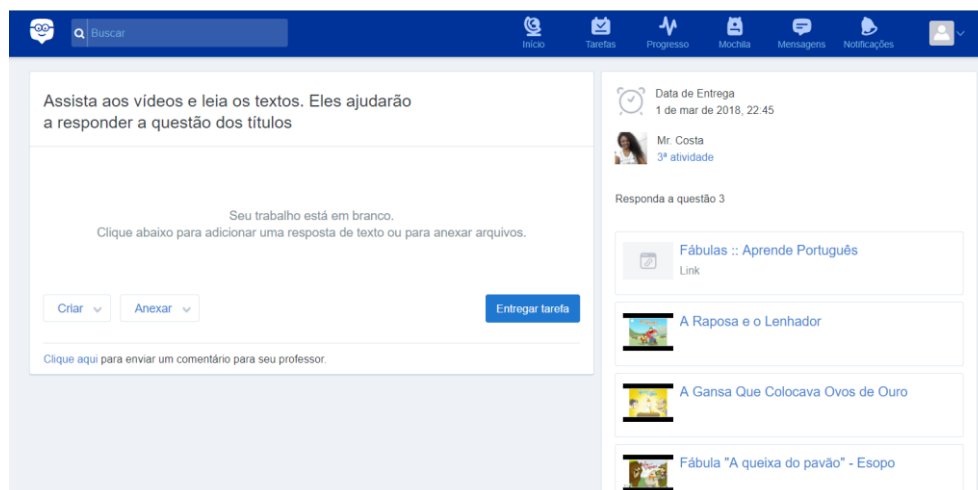 Buscar
Início
Tarefas
Progresso
Mochila
Mensagens
Notificações
Assista aos vídeos e leia os textos. Eles ajudarão
a responder a questão dos títulos
Seu trabalho está em branco.
Clique abaixo para adicionar uma resposta de texto ou para anexar arquivos.
Criar
Anexar
Entregar tarefa
Clique aqui para enviar um comentário para seu professor.
Data de Entrega
1 de mar de 2018, 22:45
Mr. Costa
3ª atividade
Responda a questão 3
Fábulas :: Aprende Português
Link
A Raposa e o Lenhador
A Gansa Que Colocava Ovos de Ouro
Fábula "A queixa do pavão" - Esopo